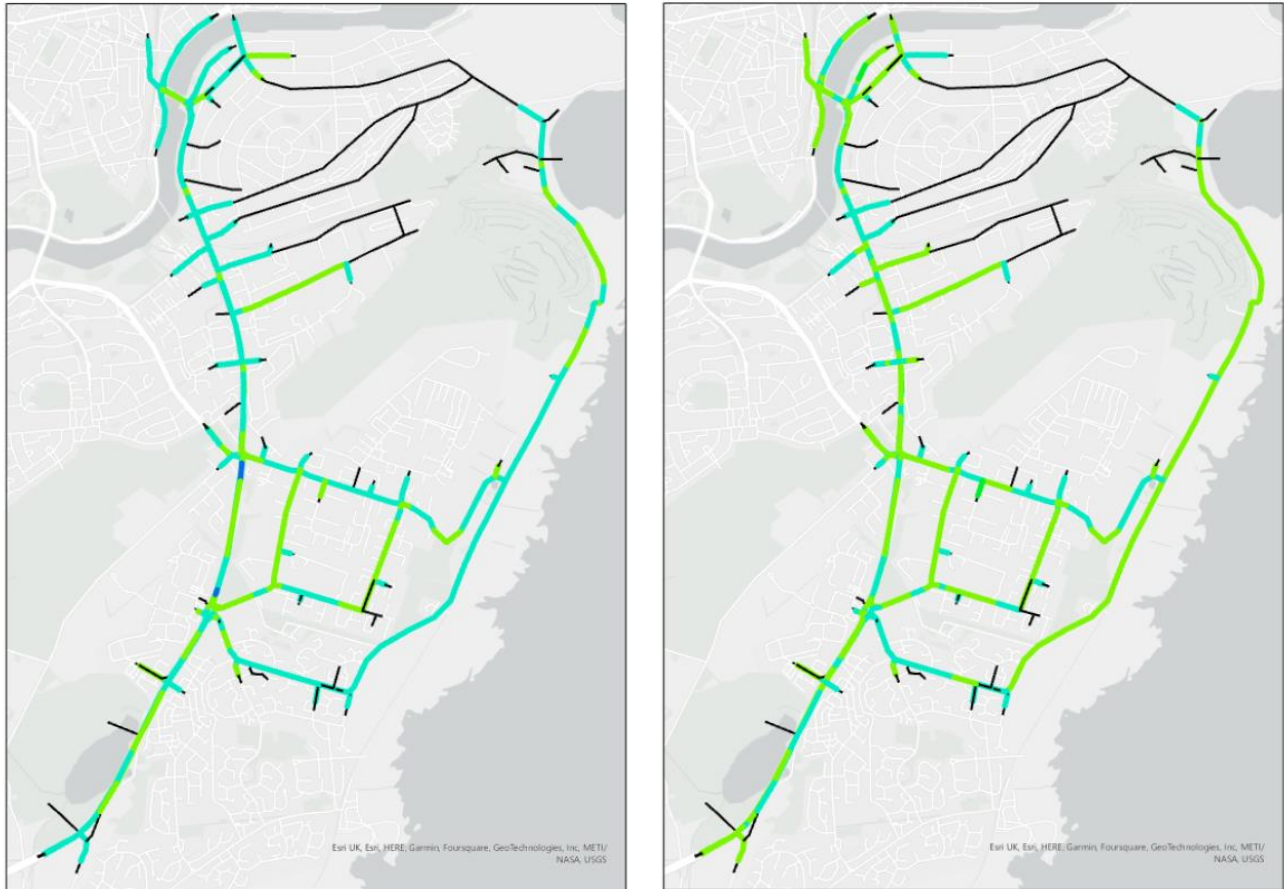 Esri UK, Esri, HERE, Garmin, Foursquare, GeoTechnologies, Inc, METI/
NASA, USGS
Esri UK, Esri, HERE, Garmin, Foursquare, GeoTechnologies, Inc, METI/
NASA, USGS